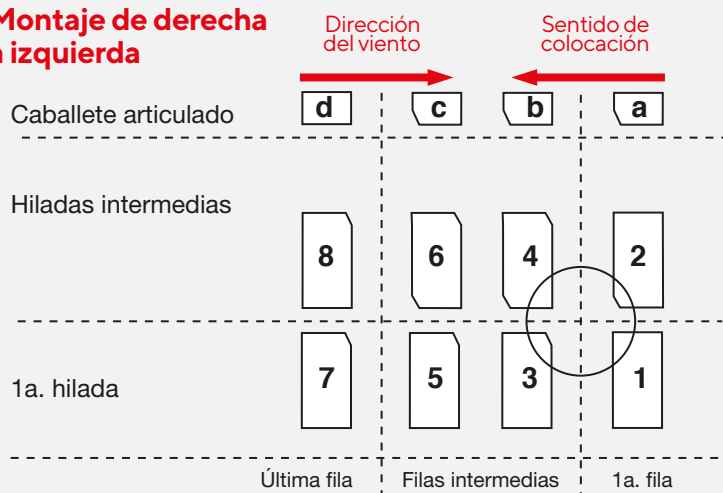 Montaje de derecha
a izquierda
Dirección
del viento
Sentido de
colocación
Caballete articulado
d c b a
Hiladas intermedias
8 6 4 2
1a. hilada
7 5 3 1
Última fila Filas intermedias 1a. fila